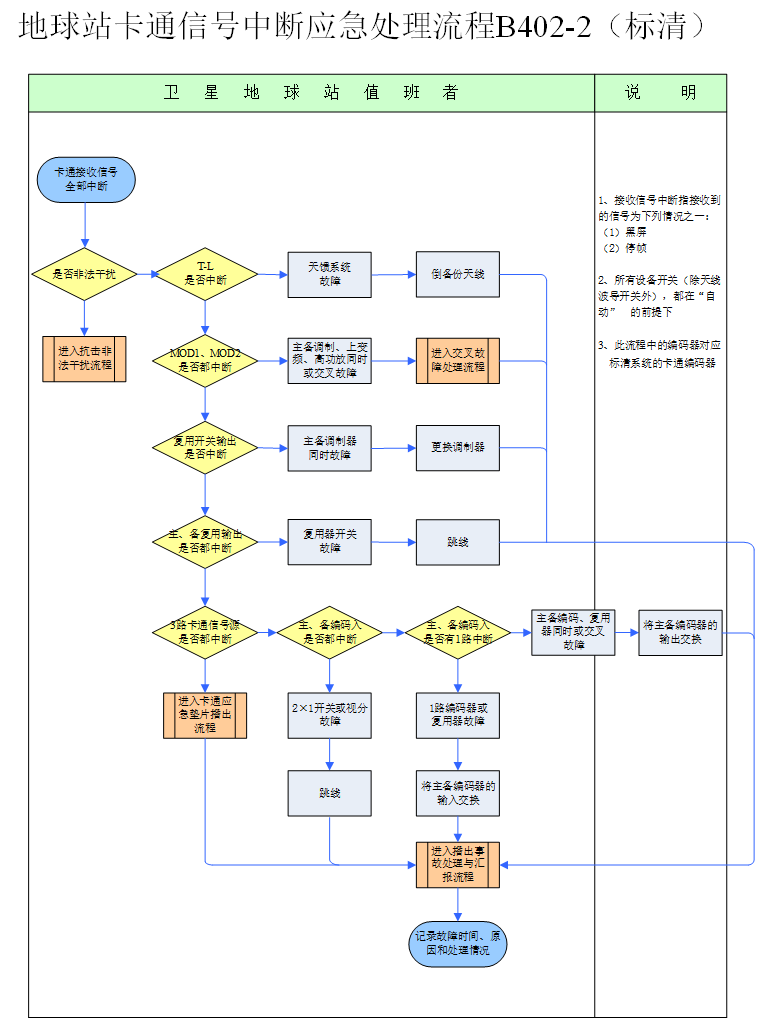 地球站卡通信号中断应急处理流程B402-2（标清）
卫星地球站值班者
说明
卡通接收信号
全部中断
是否非法干扰
T-L
是否中断
天馈系统
故障
倒备份天线
进入抗击非
法干扰流程
MOD1、MOD2
是否都中断
主备调制、上变
频、高功放同时
或交叉故障
进入交叉故
障处理流程
复用开关输出
是否中断
主备调制器
同时故障
更换调制器
主、备复用输出
是否都中断
复用器开关
故障
跳线
3路卡通信号源
是否都中断
主、备编码入
是否都中断
主、备编码入
是否有1路中断
主备编码、复用
器同时或交叉
故障
将主备编码器的
输出交换
进入卡通应
急垫片播出
流程
2×1开关或视分
故障
1路编码器或
复用器故障
跳线
将主备编码器的
输入交换
进入播出事
故处理与汇
报流程
记录故障时间、原
因和处理情况
1、接收信号中断指接收到
的信号为下列情况之一：
（1）黑屏
（2）停帧
2、所有设备开关（除天线
波导开关外），都在“自
动” 的前提下
3、此流程中的编码器对应
标清系统的卡通编码器